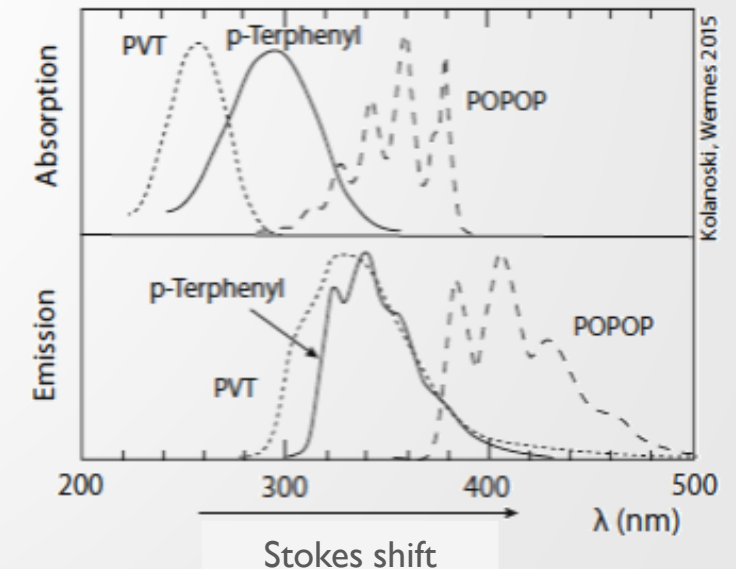 PVT
p-Terphenyl
POPOP
Absorption
Kolanoski, Wermes 2015
p-Terphenyl
PVT
POPOP
Emission
200
300
400
500
λ (nm)
Stokes shift